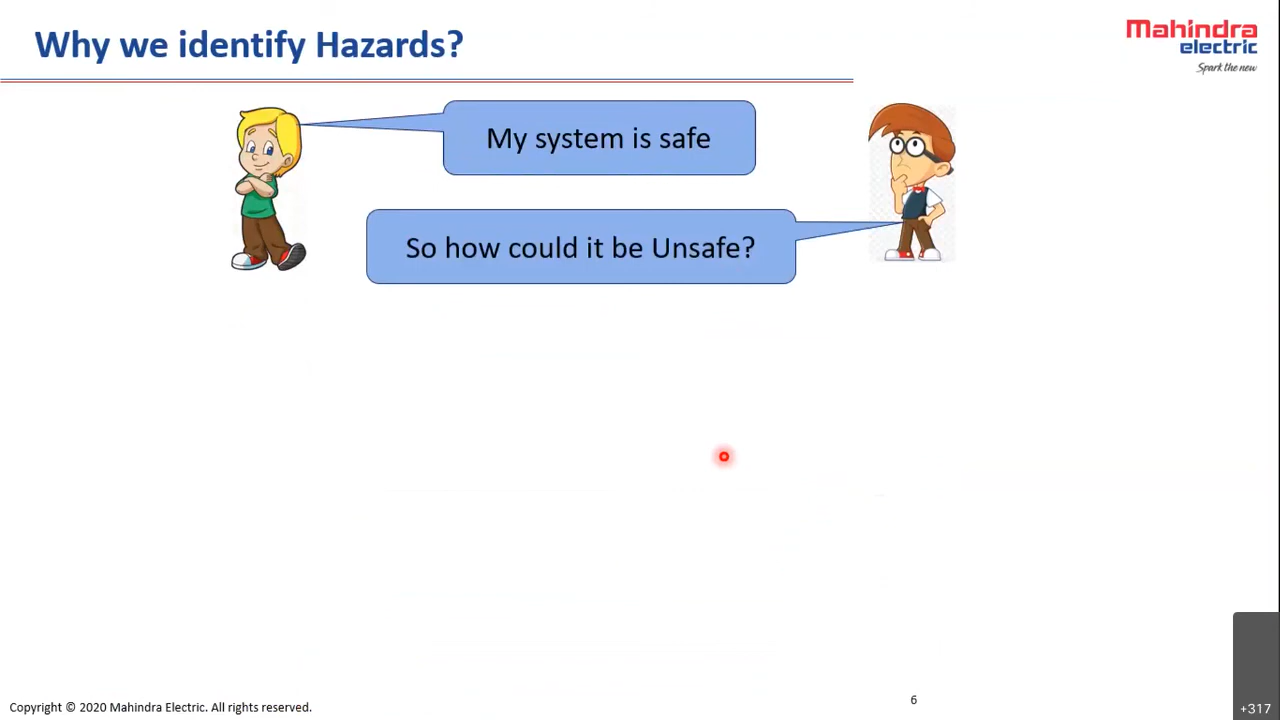 Why we identify Hazards?
Mahindra
electric
Spark the new
My system is safe
So how could it be Unsafe?
Copyright © 2020 Mahindra Electric. All rights reserved.
6
+317